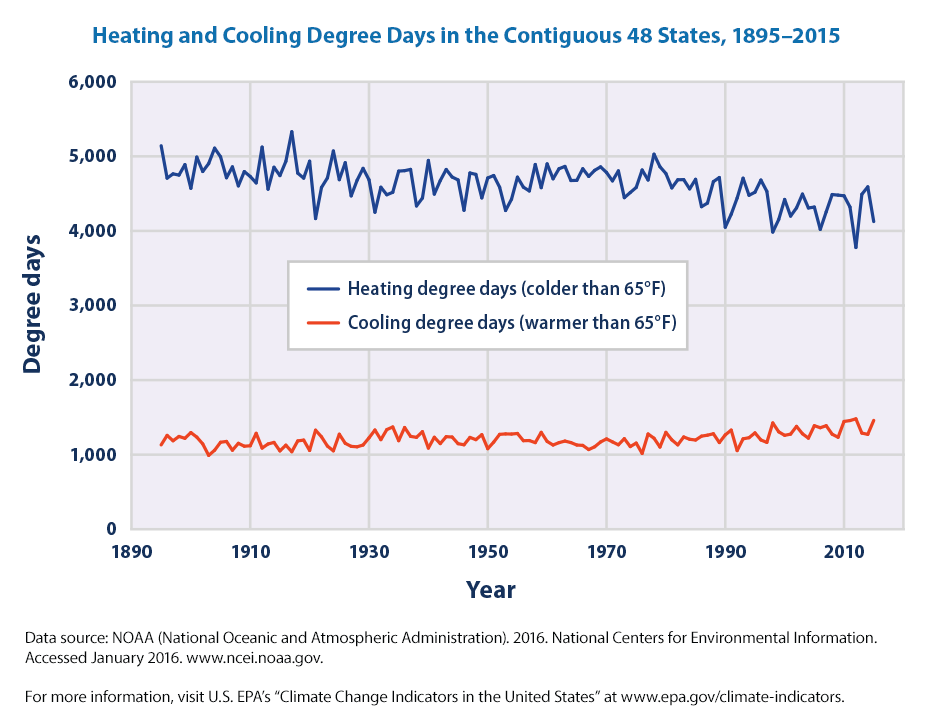 Heating and Cooling Degree Days in the Contiguous 48 States, 1895–2015
6,000
5,000
4,000
3,000
2,000
1,000
0
Degree days
Heating degree days (colder than 65°F)
Cooling degree days (warmer than 65°F)
1890 1910 1930 1950 1970 1990 2010
Year
Data source: NOAA (National Oceanic and Atmospheric Administration). 2016. National Centers for Environmental Information.
Accessed January 2016. www.ncei.noaa.gov.
For more information, visit U.S. EPA’s “Climate Change Indicators in the United States” at www.epa.gov/climate-indicators.